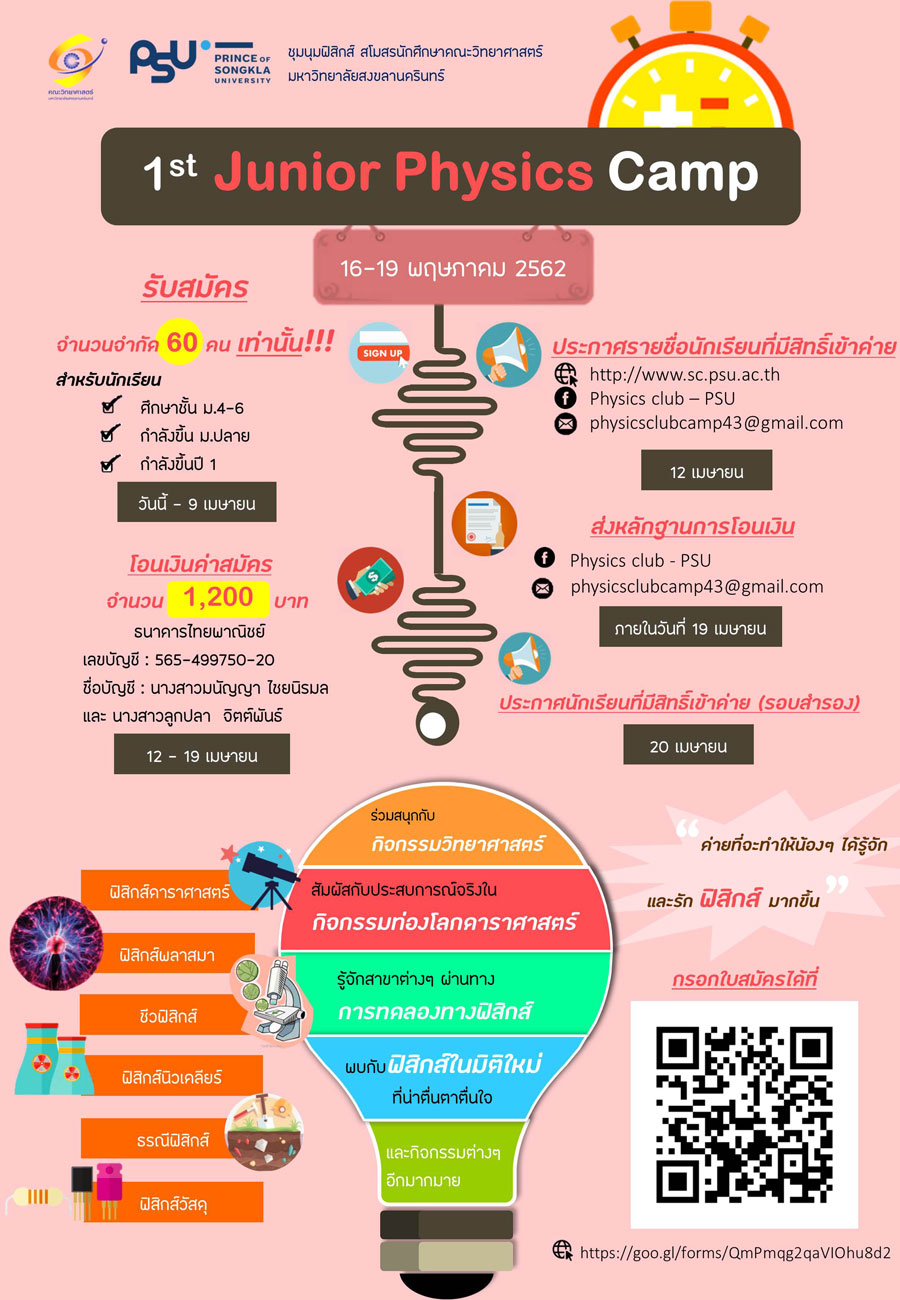 คณะวิทยาศาสตร์
มหาวิทยาลัยสงขลานครินทร์
PSU
PRINCE OF
SONGKLA
UNIVERSITY
ชุมนุมฟิสิกส์ สโมสรนักศึกษาคณะวิทยาศาสตร์
มหาวิทยาลัยสงขลานครินทร์
1st Junior Physics Camp
16-19 พฤษภาคม 2562
รับสมัคร
จำนวนจำกัด 60 คน เท่านั้น!!!
สำหรับนักเรียน
ศึกษาชั้น ม.4-6
กำลังขึ้น ม.ปลาย
กำลังขึ้นปี 1
วันนี้ - 9 เมษายน
SIGN UP
ประกาศรายชื่อนักเรียนที่มีสิทธิ์เข้าค่าย
http://www.sc.psu.ac.th
Physics club – PSU
physicsclubcamp43@gmail.com
12 เมษายน
โอนเงินค่าสมัคร
จำนวน 1,200 บาท
ธนาคารไทยพาณิชย์
เลขบัญชี : 565-499750-20
ชื่อบัญชี : นางสาวมนัญญา ไชยนิรมล
และ นางสาวลูกปลา จิตต์พันธ์
12 - 19 เมษายน
ส่งหลักฐานการโอนเงิน
Physics club - PSU
physicsclubcamp43@gmail.com
ภายในวันที่ 19 เมษายน
ประกาศนักเรียนที่มีสิทธิ์เข้าค่าย (รอบสำรอง)
20 เมษายน
ร่วมสนุกกับ
กิจกรรมวิทยาศาสตร์
สัมผัสกับประสบการณ์จริงใน
กิจกรรมท่องโลกดาราศาสตร์
รู้จักสาขาต่างๆ ผ่านทาง
การทดลองทางฟิสิกส์
พบกับฟิสิกส์ในมิติใหม่
ที่น่าตื่นตาตื่นใจ
และกิจกรรมต่างๆ
อีกมากมาย
ฟิสิกส์ดาราศาสตร์
ฟิสิกส์พลาสมา
ชีวฟิสิกส์
ฟิสิกส์นิวเคลียร์
ธรณีฟิสิกส์
ฟิสิกส์วัสดุ
“ ค่ายที่จะทำให้น้องๆ ได้รู้จัก
และรัก ฟิสิกส์ มากขึ้น ”
กรอกใบสมัครได้ที่
https://goo.gl/forms/QmPmqg2qaVIOhu8d2